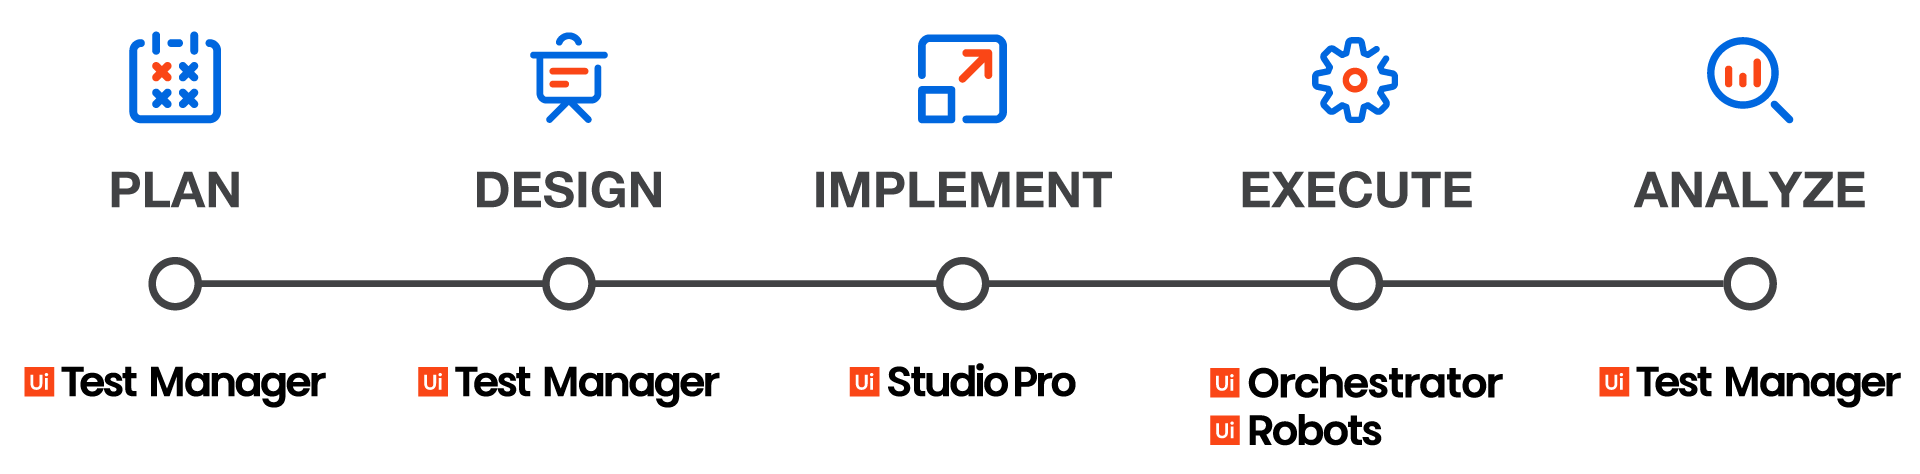 PLAN DESIGN IMPLEMENT EXECUTE ANALYZE
Ui Test Manager Ui Test Manager Ui Studio Pro Ui Orchestrator Ui Test Manager
Ui Robots